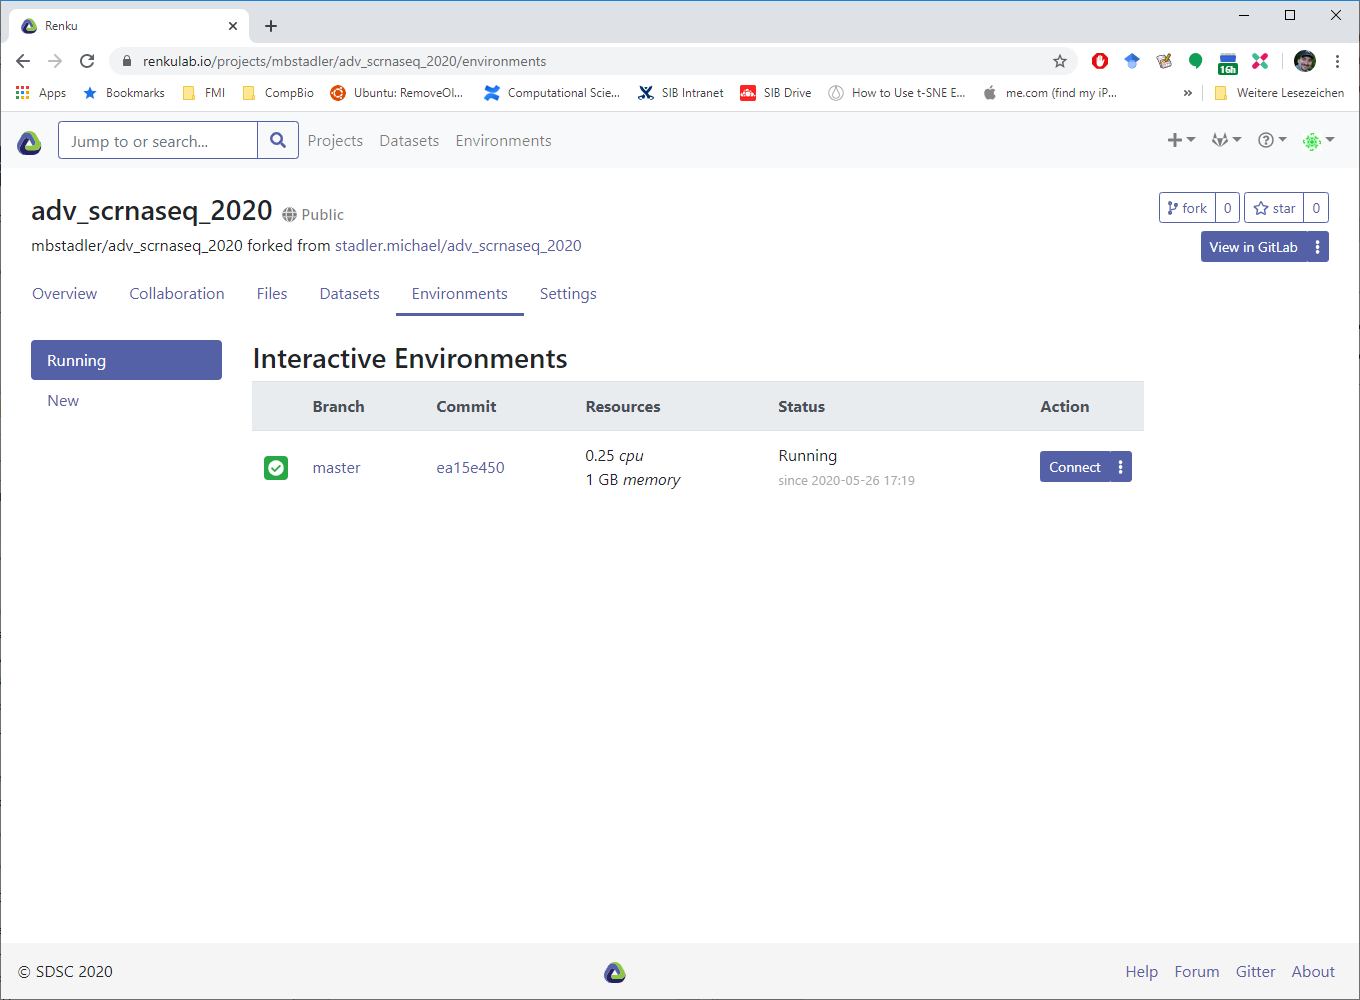 Renku
renkulab.io/projects/mbstadler/adv_scrnaseq_2020/environments
16h
Apps Bookmarks FMI CompBio Ubuntu: RemoveOl... Computational Scie... SIB Intranet SIB Drive How to Use t-SNE E... me.com (find my iP... » Weitere Lesezeichen
Jump to or search... Projects Datasets Environments
adv_scrnaseq_2020 Public
fork 0 star 0
mbstadler/adv_scrnaseq_2020 forked from stadler.michael/adv_scrnaseq_2020
View in GitLab
Overview Collaboration Files Datasets Environments Settings
Running
New
Interactive Environments
Branch Commit Resources Status Action
master ea15e450 0.25 cpu Running Connect
1 GB memory since 2020-05-26 17:19
© SDSC 2020 Help Forum Gitter About